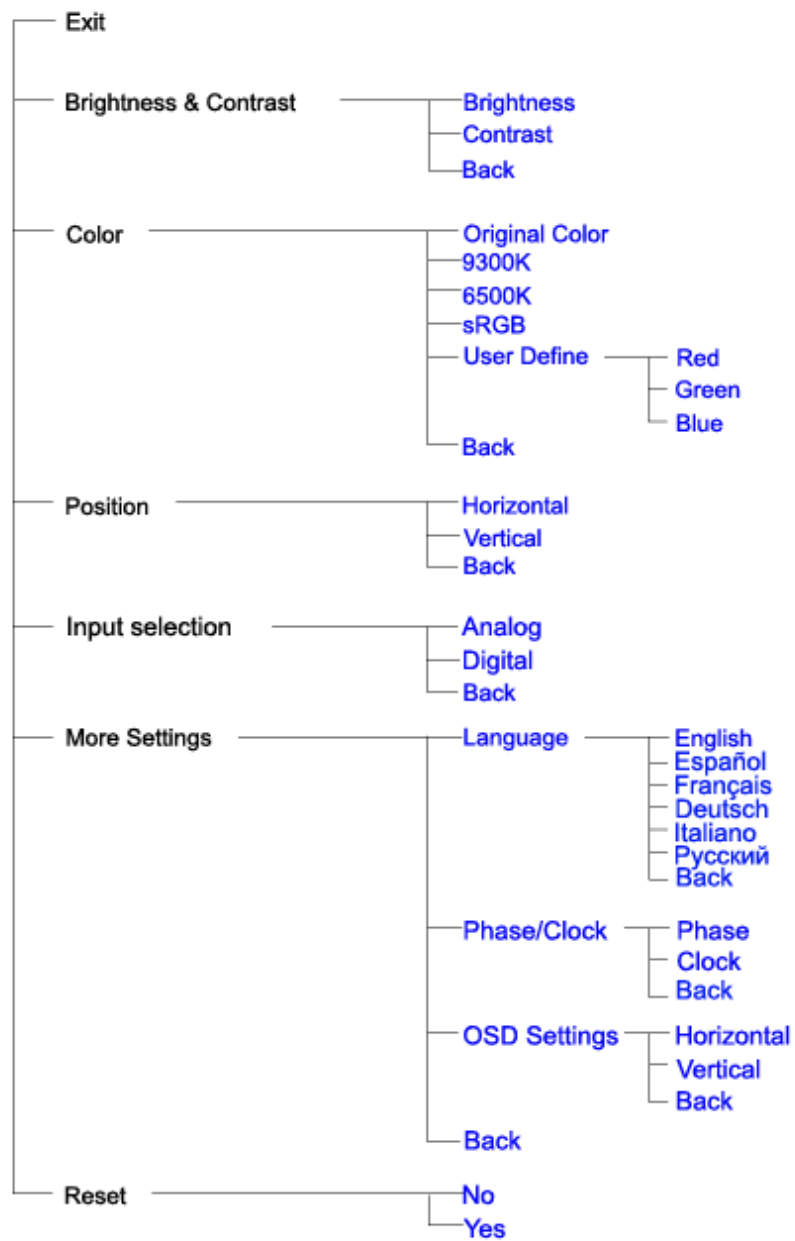 Exit
Brightness & Contrast
Brightness
Contrast
Back
Color
Original Color
9300K
6500K
sRGB
User Define
Red
Green
Blue
Back
Position
Horizontal
Vertical
Back
Input selection
Analog
Digital
Back
More Settings
Language
English
Español
Français
Deutsch
Italiano
Русский
Back
Phase/Clock
Phase
Clock
Back
OSD Settings
Horizontal
Vertical
Back
Back
Reset
No
Yes